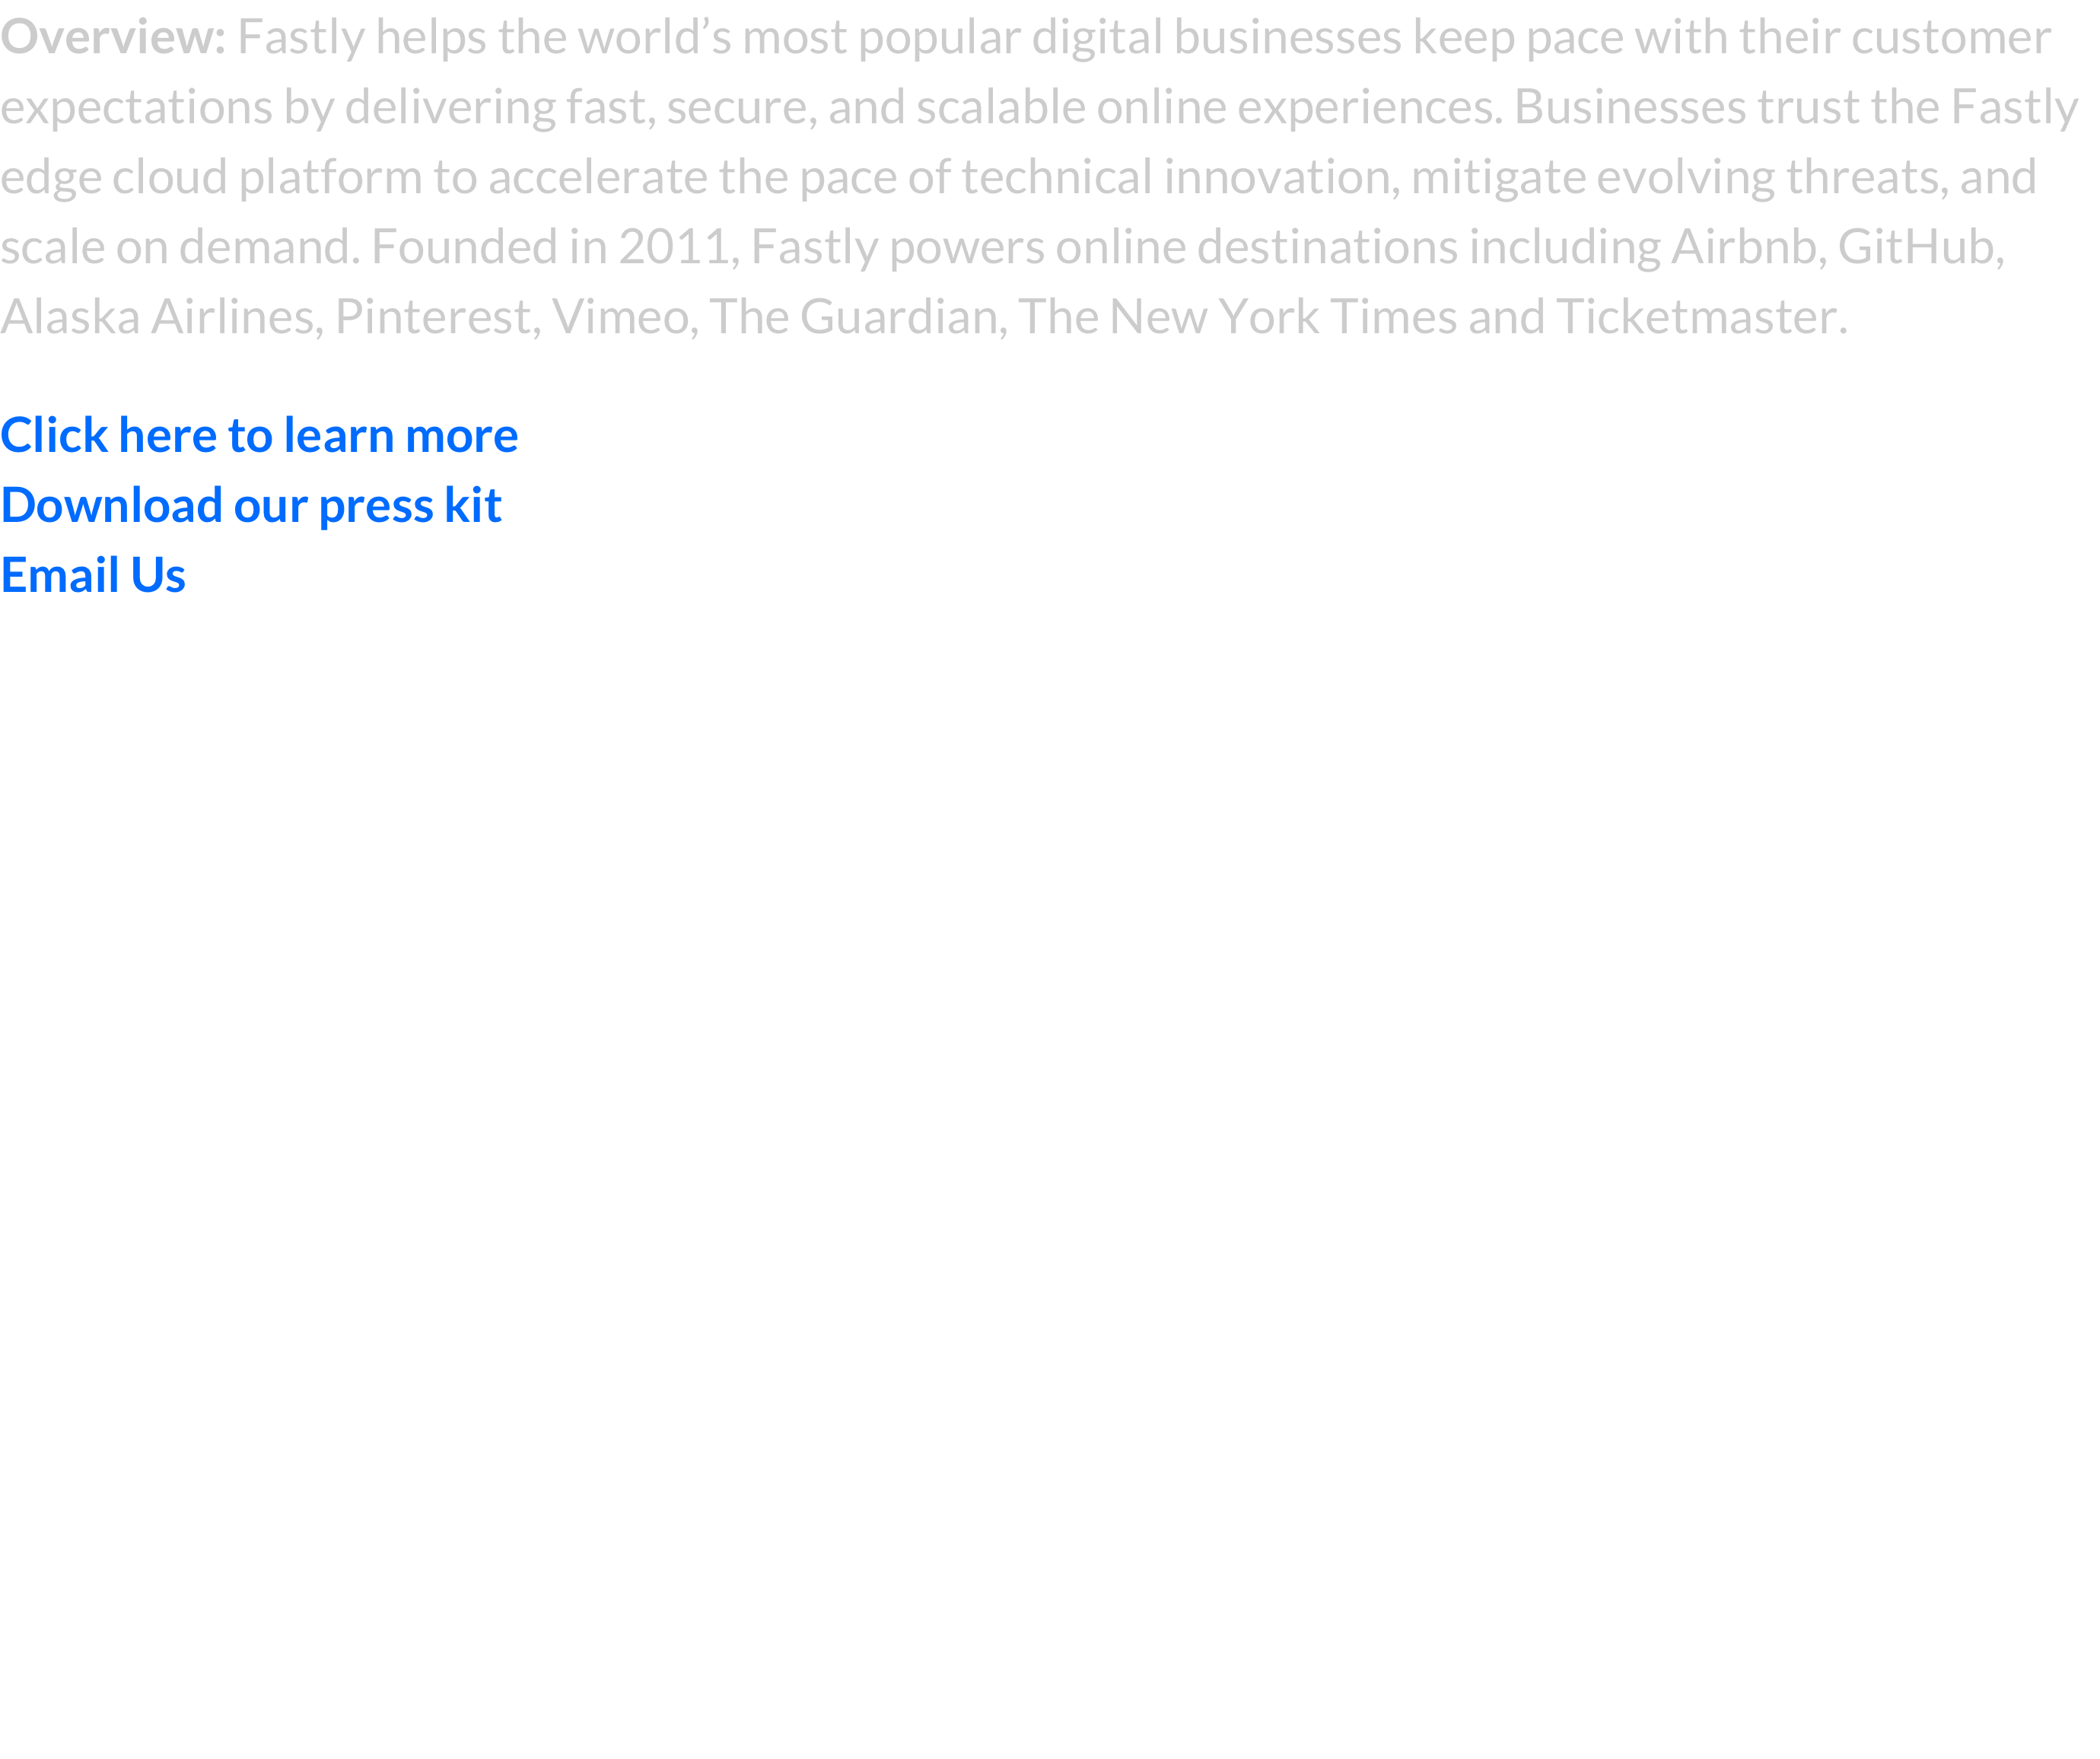 Overview: Fastly helps the world’s most popular digital businesses keep pace with their customer
expectations by delivering fast, secure, and scalable online experiences. Businesses trust the Fastly
edge cloud platform to accelerate the pace of technical innovation, mitigate evolving threats, and
scale on demand. Founded in 2011, Fastly powers online destinations including Airbnb, GitHub,
Alaska Airlines, Pinterest, Vimeo, The Guardian, The New York Times and Ticketmaster.
Click here to learn more
Download our press kit
Email Us